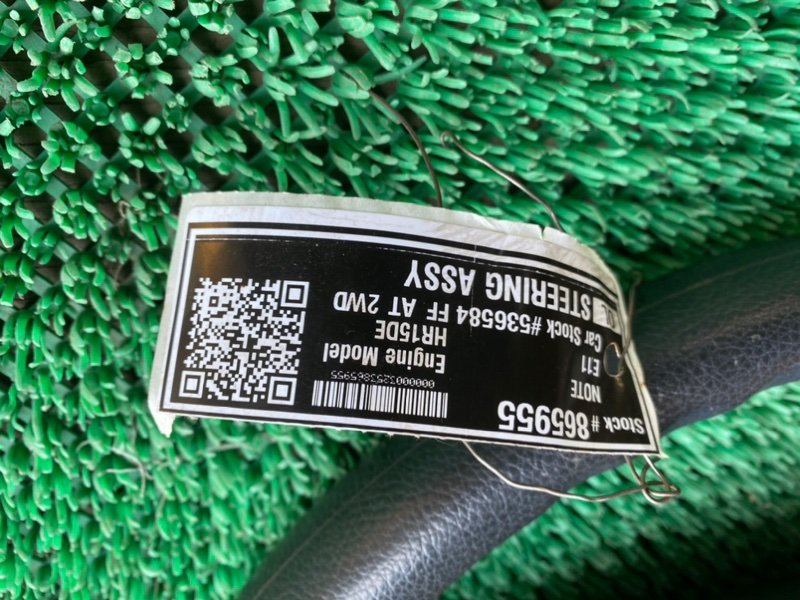 Stock # 865955
NOTE
E11
Engine Model
HR15DE
Car Stock #536584 FF AT 2WD
STEERING ASSY